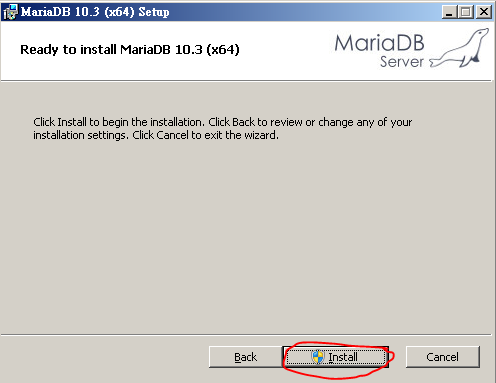 MariaDB 10.3 (x64) Setup
Ready to install MariaDB 10.3 (x64)
MariaDB
Server
Click Install to begin the installation. Click Back to review or change any of your
installation settings. Click Cancel to exit the wizard.
Back
Install
Cancel